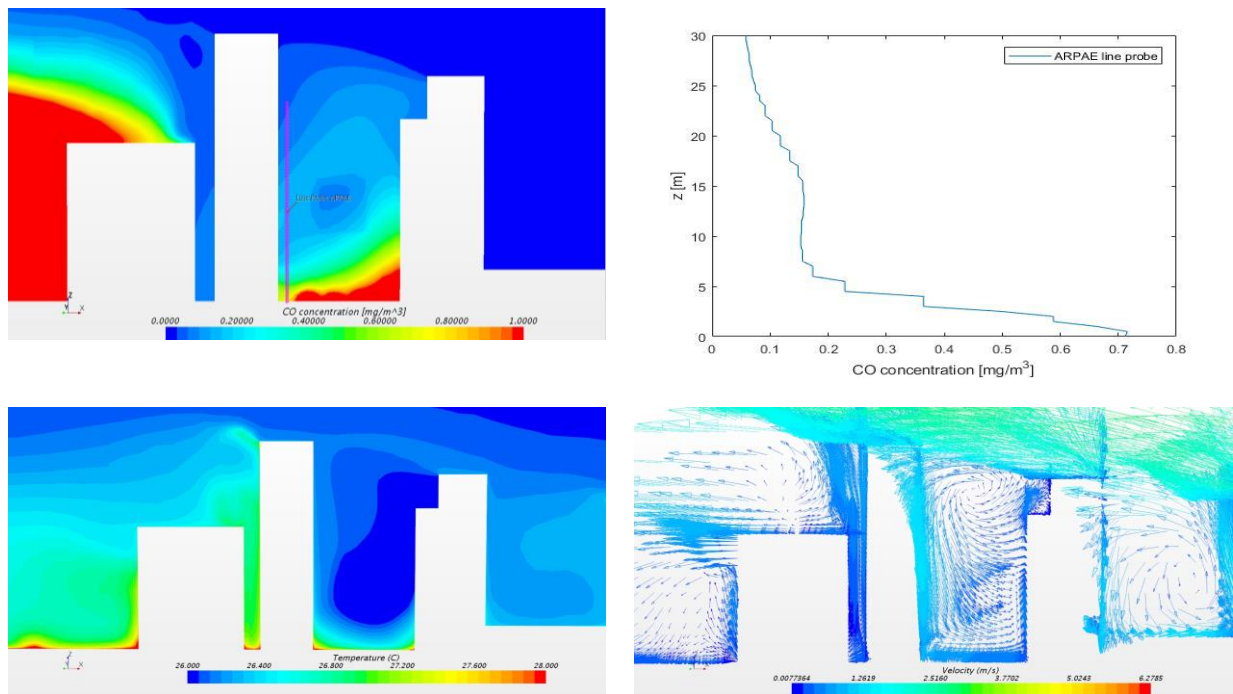 CO concentration [mg/m^3]
0.0000 0.20000 0.40000 0.60000 0.80000 1.0000
Z
Y X
ARPAE line probe
30
25
20
15
10
5
0
z [m]
0 0.1 0.2 0.3 0.4 0.5 0.6 0.7 0.8
CO concentration [mg/m³]
Temperature (C)
26.000 26.400 26.800 27.200 27.600 28.000
Velocity (m/s)
0.0077364 1.2619 2.5160 3.7702 5.0243 6.2785